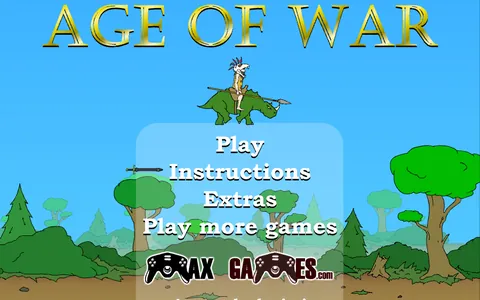 AGE OF WAR
Play
Instructions
Extras
Play more games
MAX GAMES.com